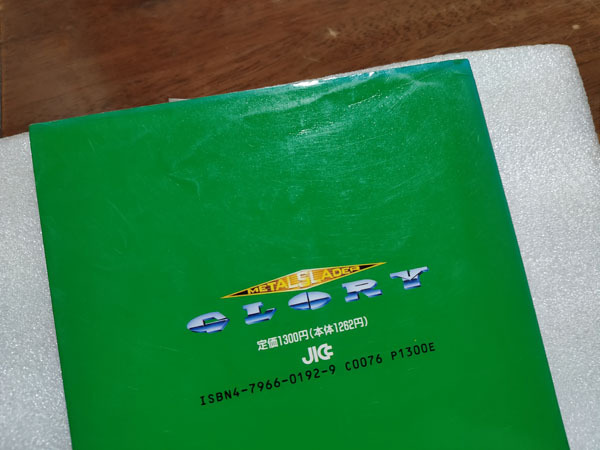 METAL SLADER
GLORY
定価1300円(本体1262円)
JICC
ISBN4-7966-0192-9 C0076 P1300E